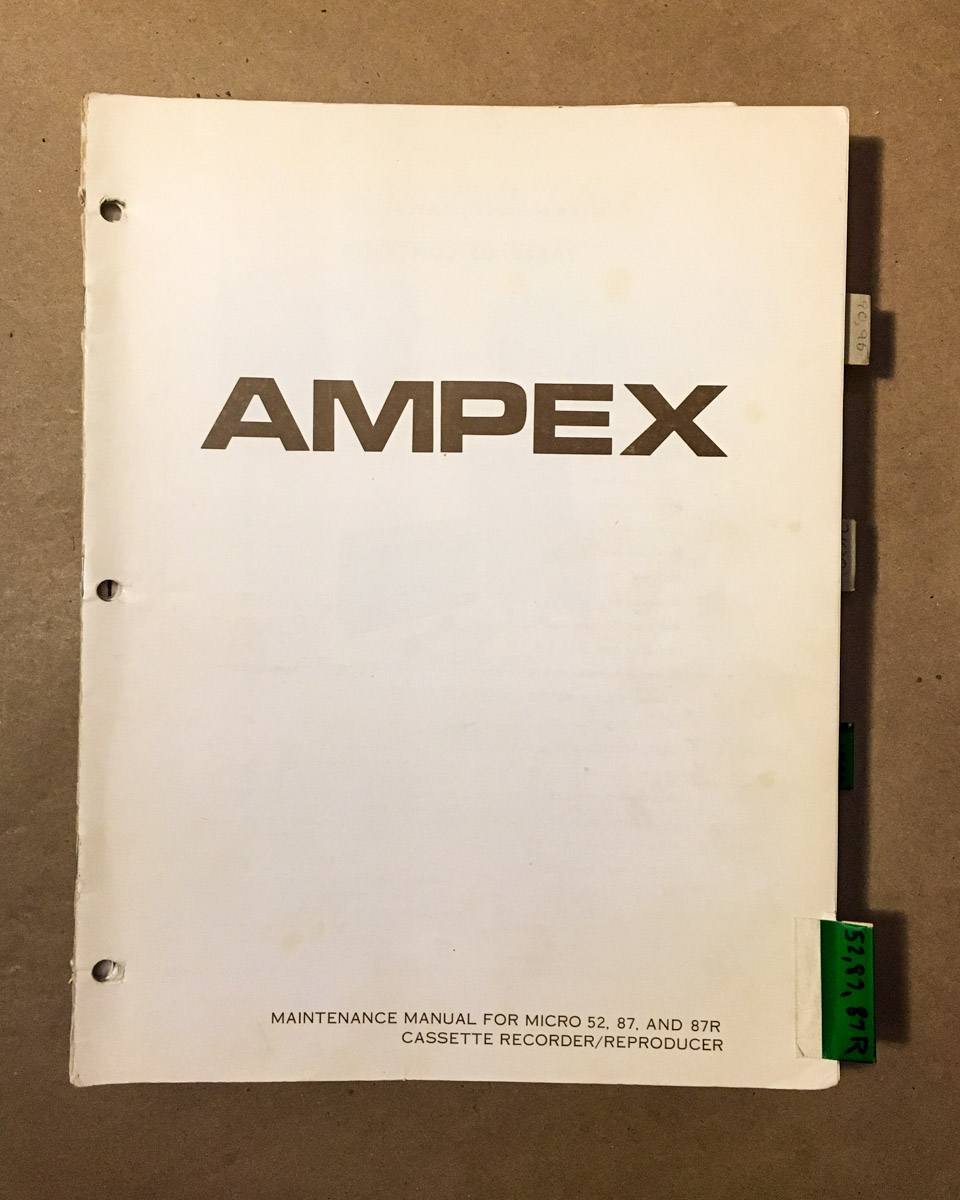 AMPEX
MAINTENANCE MANUAL FOR MICRO 52, 87, AND 87R
CASSETTE RECORDER/REPRODUCER
52,87,87R